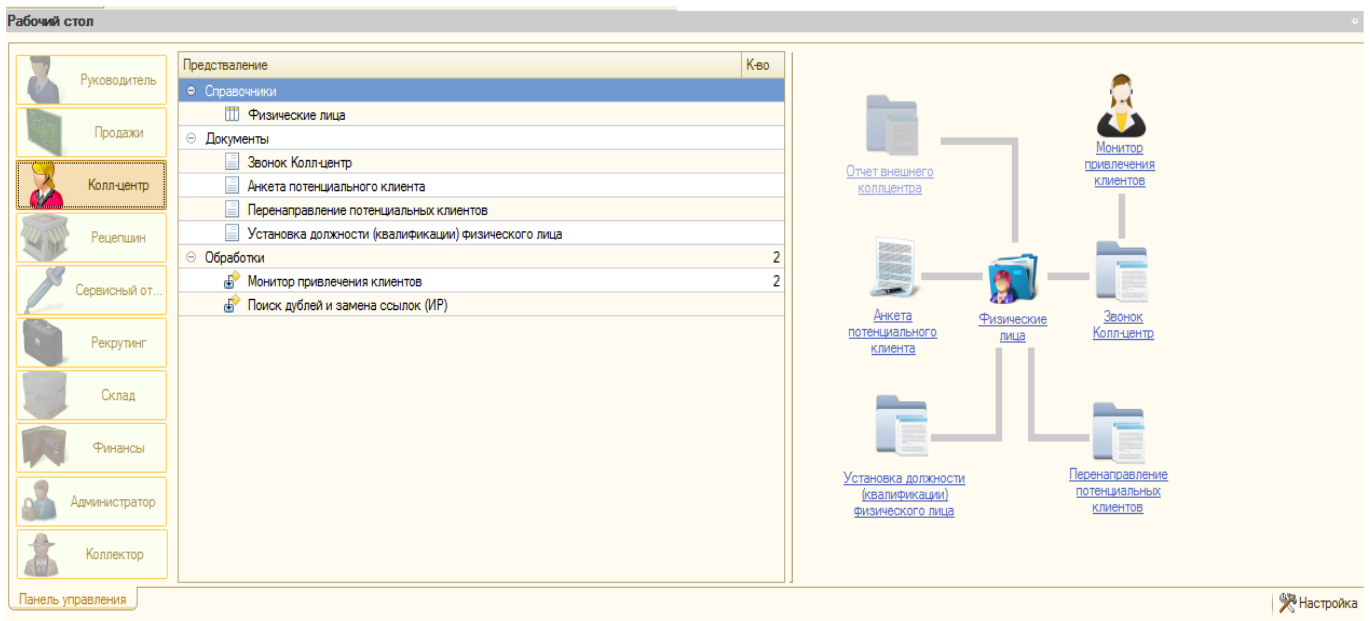 Рабочий стол
Руководитель
Продажи
Колл-центр
Рецепшин
Сервисный от...
Рекрутинг
Склад
Финансы
Администратор
Коллектор
Предстваление К-во
Справочники
Физические лица
Документы
Звонок Колл-центр
Анкета потенциального клиента
Перенаправление потенциальных клиентов
Установка должности (квалификации) физического лица
Обработки 2
Монитор привлечения клиентов 2
Поиск дублей и замена ссылок (ИР)
Отчет внешнего
коллцентра
Монитор
привлечения
клиентов
Анкета
потенциального
клиента
Физические
лица
Звонок
Колл-центр
Установка должности
(квалификации)
физического лица
Перенаправление
потенциальных
клиентов
Панель управления
Настройка